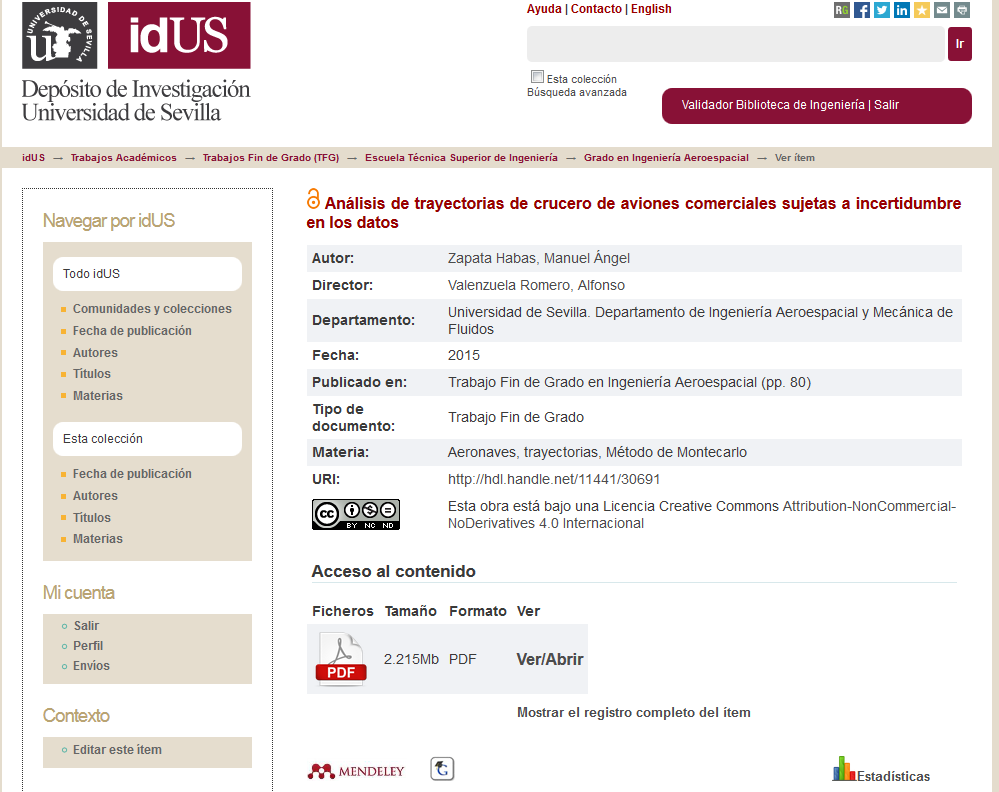 UNIVERSIDAD DE SEVILLA
idUS
Depósito de Investigación
Universidad de Sevilla
Ayuda | Contacto | English
RG
Ir
Esta colección
Búsqueda avanzada
Validador Biblioteca de Ingeniería | Salir
idUS → Trabajos Académicos → Trabajos Fin de Grado (TFG) → Escuela Técnica Superior de Ingeniería → Grado en Ingeniería Aeroespacial → Ver ítem
Navegar por idUS
Todo idUS
Comunidades y colecciones
Fecha de publicación
Autores
Títulos
Materias
Esta colección
Fecha de publicación
Autores
Títulos
Materias
Mi cuenta
Salir
Perfil
Envíos
Contexto
Editar este ítem
Análisis de trayectorias de crucero de aviones comerciales sujetas a incertidumbre
en los datos
Autor: Zapata Habas, Manuel Ángel
Director: Valenzuela Romero, Alfonso
Departamento: Universidad de Sevilla. Departamento de Ingeniería Aeroespacial y Mecánica de
Fluidos
Fecha: 2015
Publicado en: Trabajo Fin de Grado en Ingeniería Aeroespacial (pp. 80)
Tipo de
documento: Trabajo Fin de Grado
Materia: Aeronaves, trayectorias, Método de Montecarlo
URI: http://hdl.handle.net/11441/30691
cc BY NC ND
Esta obra está bajo una Licencia Creative Commons Attribution-NonCommercial-
NoDerivatives 4.0 Internacional
Acceso al contenido
Ficheros Tamaño Formato Ver
PDF 2.215Mb PDF Ver/Abrir
Mostrar el registro completo del ítem
MENDELEY
G
Estadísticas